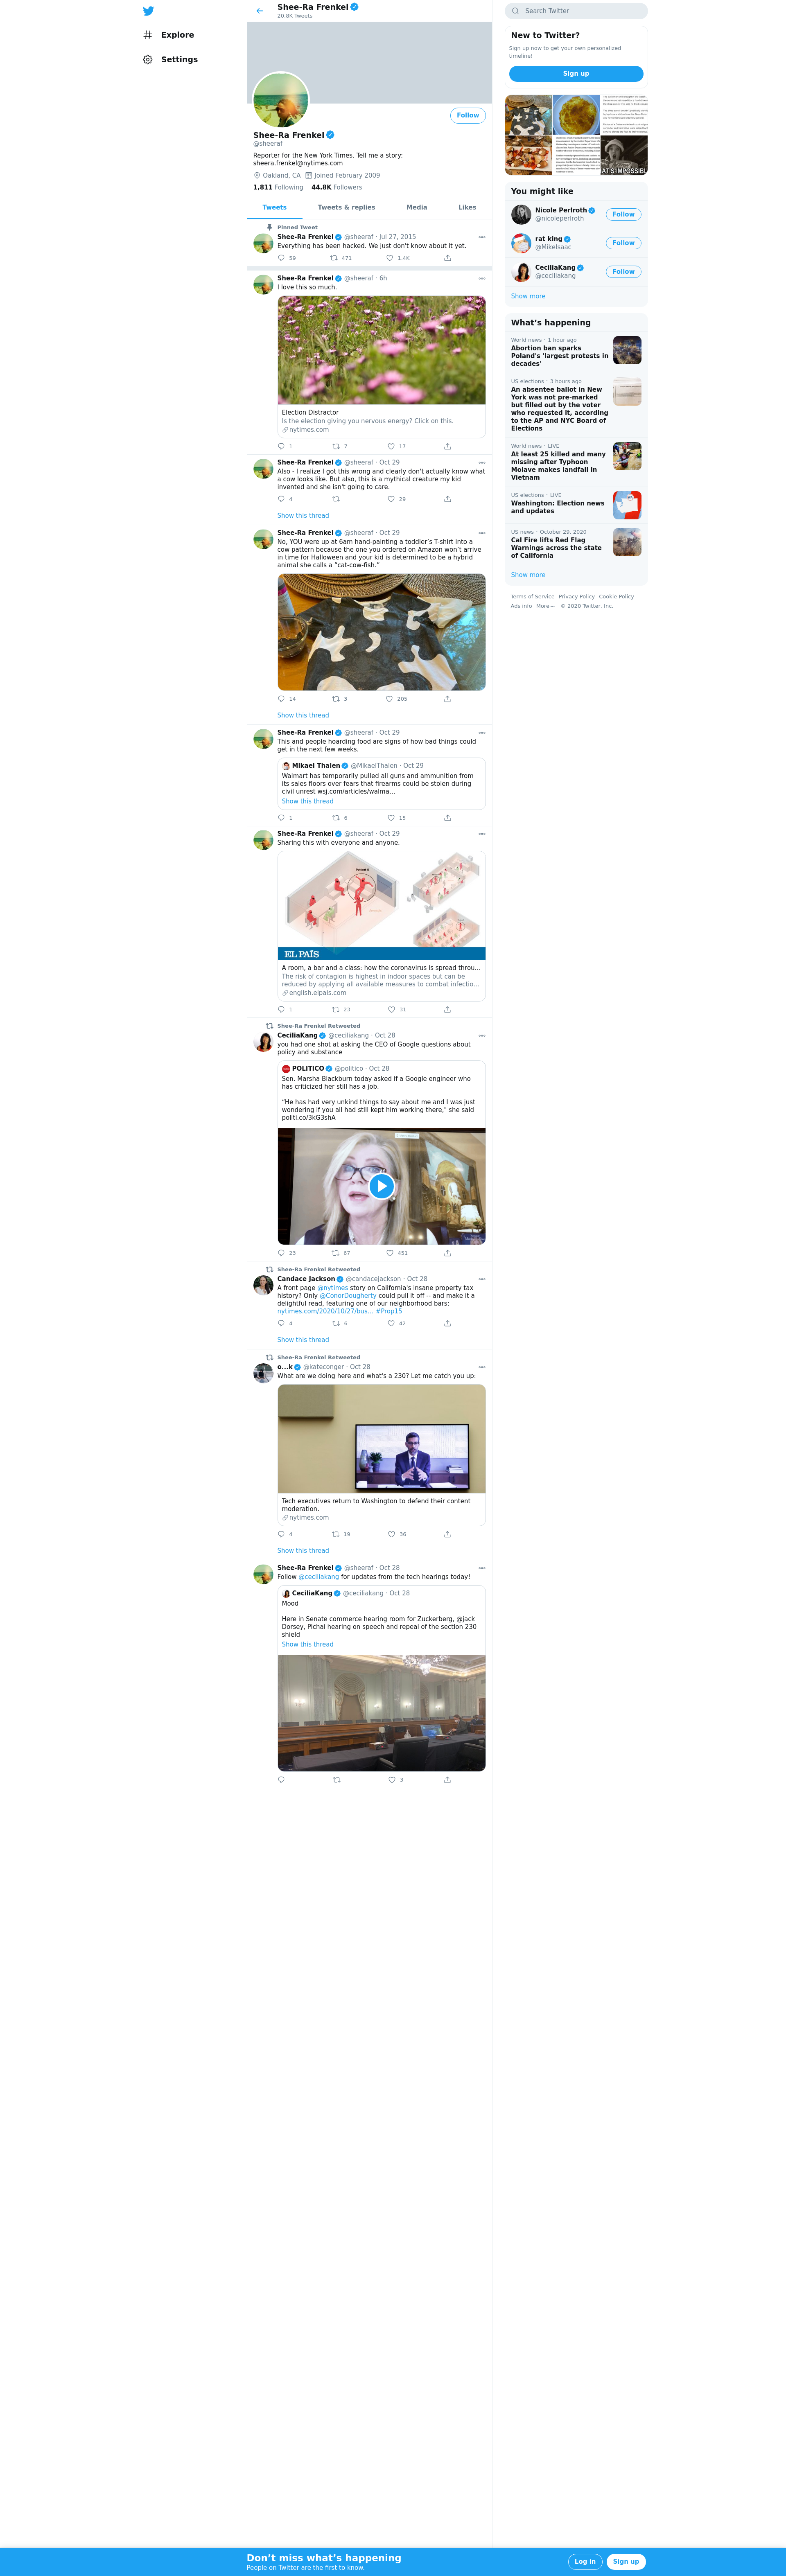 Explore
Settings
Shee-Ra Frenkel
20.8K Tweets
Follow
Shee-Ra Frenkel
@sheeraf
Reporter for the New York Times. Tell me a story:
sheera.frenkel@nytimes.com
Oakland, CA Joined February 2009
1,811 Following 44.8K Followers
Tweets Tweets & replies Media Likes
Pinned Tweet
Shee-Ra Frenkel @sheeraf · Jul 27, 2015
Everything has been hacked. We just don't know about it yet.
59 471 1.4K
Shee-Ra Frenkel @sheeraf · 6h
I love this so much.
Election Distractor
Is the election giving you nervous energy? Click on this.
nytimes.com
1 7 17
Shee-Ra Frenkel @sheeraf · Oct 29
Also - I realize I got this wrong and clearly don't actually know what
a cow looks like. But also, this is a mythical creature my kid
invented and she isn't going to care.
4 29
Show this thread
Shee-Ra Frenkel @sheeraf · Oct 29
No, YOU were up at 6am hand-painting a toddler’s T-shirt into a
cow pattern because the one you ordered on Amazon won’t arrive
in time for Halloween and your kid is determined to be a hybrid
animal she calls a “cat-cow-fish.”
14 3 205
Show this thread
Shee-Ra Frenkel @sheeraf · Oct 29
This and people hoarding food are signs of how bad things could
get in the next few weeks.
Mikael Thalen @MikaelThalen · Oct 29
Walmart has temporarily pulled all guns and ammunition from
its sales floors over fears that firearms could be stolen during
civil unrest wsj.com/articles/walma…
Show this thread
1 6 15
Shee-Ra Frenkel @sheeraf · Oct 29
Sharing this with everyone and anyone.
EL PAÍS
A room, a bar and a class: how the coronavirus is spread throu…
The risk of contagion is highest in indoor spaces but can be
reduced by applying all available measures to combat infectio…
english.elpais.com
1 23 31
Shee-Ra Frenkel Retweeted
CeciliaKang @ceciliakang · Oct 28
you had one shot at asking the CEO of Google questions about
policy and substance
POLITICO @politico · Oct 28
Sen. Marsha Blackburn today asked if a Google engineer who
has criticized her still has a job.
"He has had very unkind things to say about me and I was just
wondering if you all had still kept him working there," she said
politi.co/3kG3shA
23 67 451
Shee-Ra Frenkel Retweeted
Candace Jackson @candacejackson · Oct 28
A front page @nytimes story on California's insane property tax
history? Only @ConorDougherty could pull it off -- and make it a
delightful read, featuring one of our neighborhood bars:
nytimes.com/2020/10/27/bus… #Prop15
4 6 42
Show this thread
Shee-Ra Frenkel Retweeted
o...k @kateconger · Oct 28
What are we doing here and what's a 230? Let me catch you up:
Tech executives return to Washington to defend their content
moderation.
nytimes.com
4 19 36
Show this thread
Shee-Ra Frenkel @sheeraf · Oct 28
Follow @ceciliakang for updates from the tech hearings today!
CeciliaKang @ceciliakang · Oct 28
Mood
Here in Senate commerce hearing room for Zuckerberg, @jack
Dorsey, Pichai hearing on speech and repeal of the section 230
shield
Show this thread
3
Search Twitter
New to Twitter?
Sign up now to get your own personalized
timeline!
Sign up
AT'S IMPOSSIBL
You might like
Nicole Perlroth
@nicoleperlroth
Follow
rat king
@MikeIsaac
Follow
CeciliaKang
@ceciliakang
Follow
Show more
What’s happening
World news · 1 hour ago
Abortion ban sparks
Poland's 'largest protests in
decades'
US elections · 3 hours ago
An absentee ballot in New
York was not pre-marked
but filled out by the voter
who requested it, according
to the AP and NYC Board of
Elections
World news · LIVE
At least 25 killed and many
missing after Typhoon
Molave makes landfall in
Vietnam
US elections · LIVE
Washington: Election news
and updates
US news · October 29, 2020
Cal Fire lifts Red Flag
Warnings across the state
of California
Show more
Terms of Service Privacy Policy Cookie Policy
Ads info More © 2020 Twitter, Inc.
Don’t miss what’s happening
People on Twitter are the first to know.
Log in
Sign up